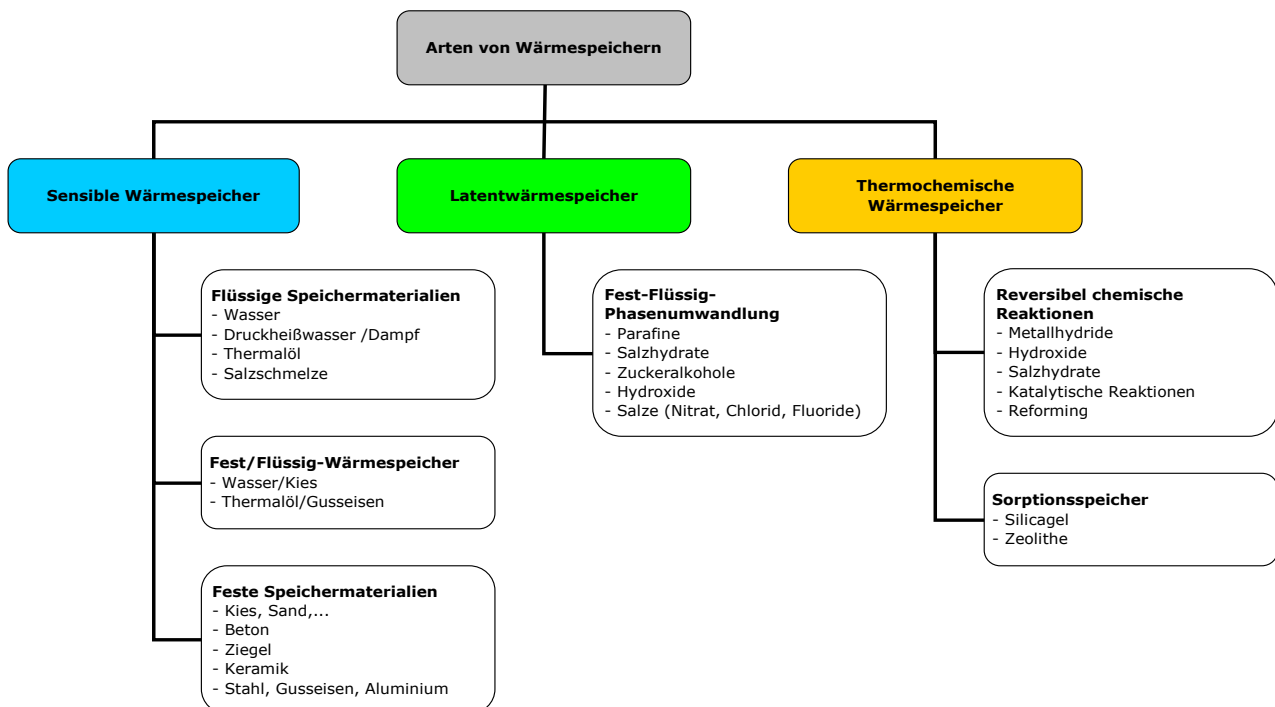 Arten von Wärmespeichern
Sensible Wärmespeicher
Latentwärmespeicher
Thermochemische
Wärmespeicher
Flüssige Speichermaterialien
- Wasser
- Druckheißwasser /Dampf
- Thermalöl
- Salzschmelze
Fest/Flüssig-Wärmespeicher
- Wasser/Kies
- Thermalöl/Gusseisen
Feste Speichermaterialien
- Kies, Sand,...
- Beton
- Ziegel
- Keramik
- Stahl, Gusseisen, Aluminium
Fest-Flüssig-
Phasenumwandlung
- Parafine
- Salzhydrate
- Zuckeralkohole
- Hydroxide
- Salze (Nitrat, Chlorid, Fluoride)
Reversibel chemische
Reaktionen
- Metallhydride
- Hydroxide
- Salzhydrate
- Katalytische Reaktionen
- Reforming
Sorptionsspeicher
- Silicagel
- Zeolithe